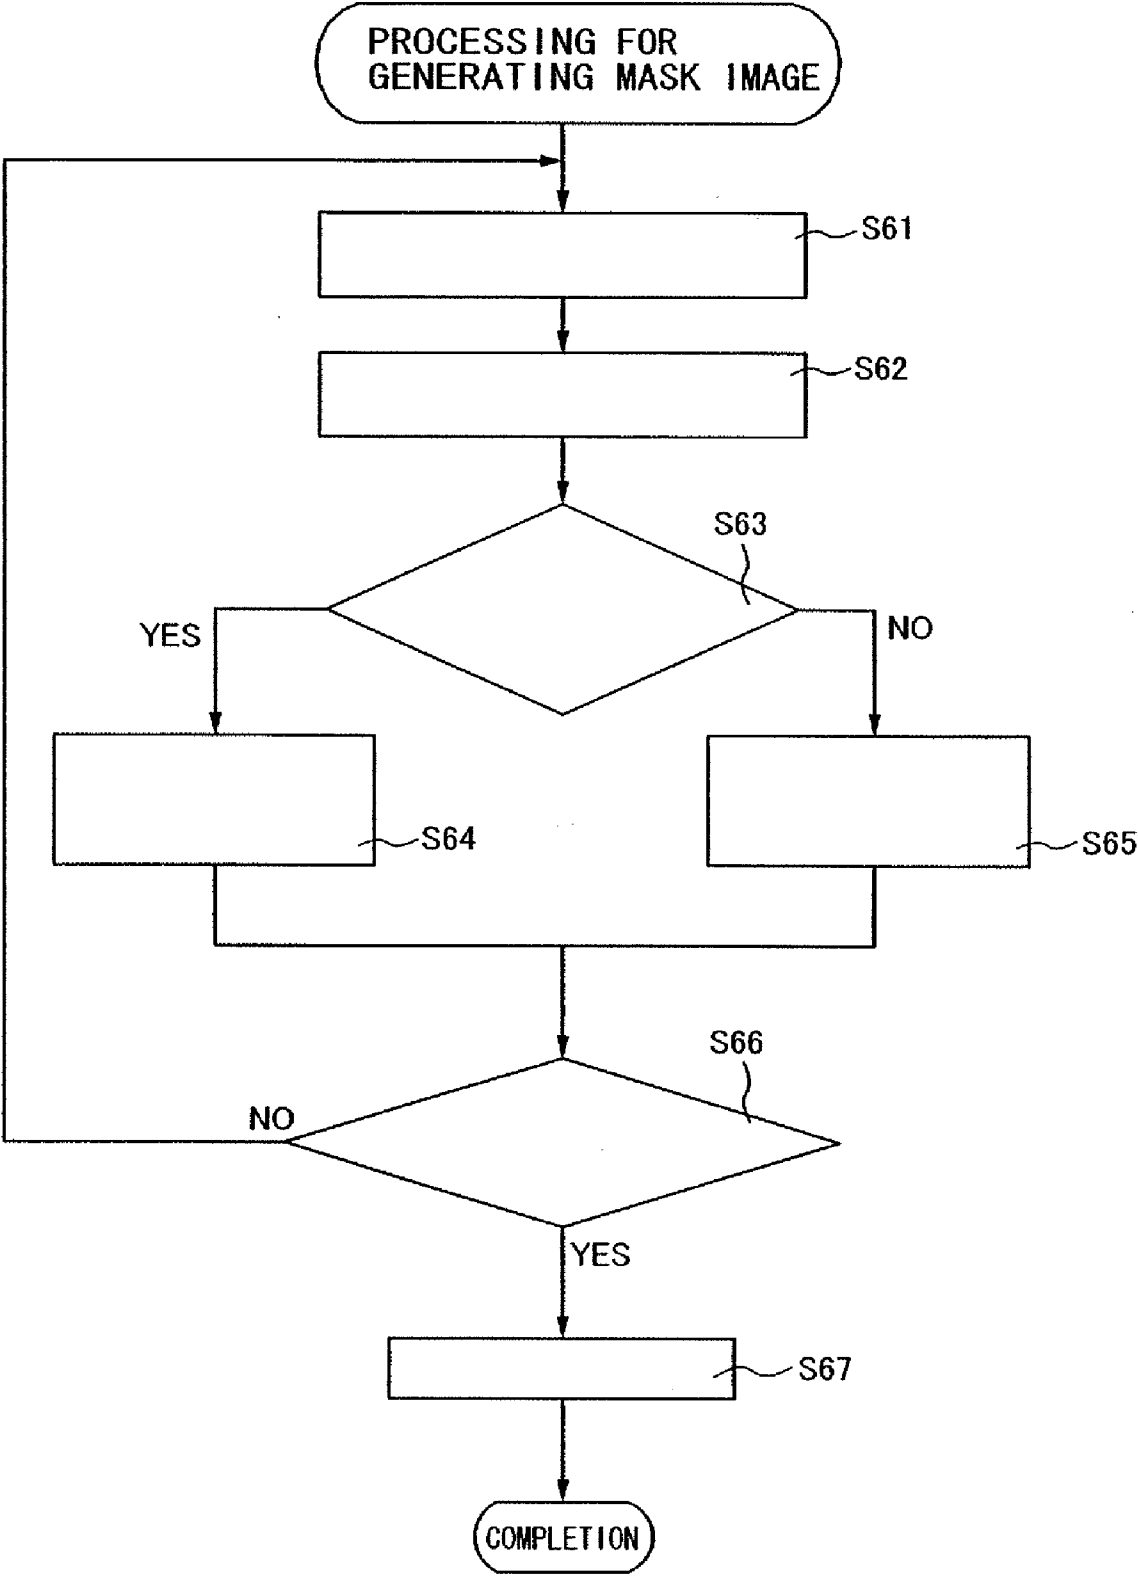 PROCESSING FOR
GENERATING MASK IMAGE
S61
S62
S63
YES
NO
S64
S65
S66
NO
YES
S67
COMPLETION